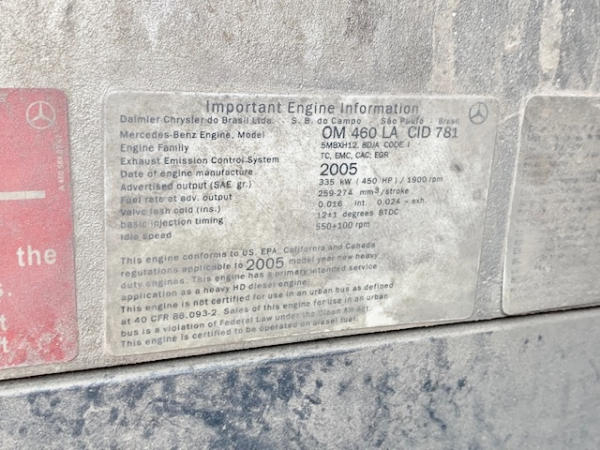 Important Engine Information
Daimler Chrysler do Brasil Ltda. S. B. do Campo São Paulo - Brasil
Mercedes-Benz Engine, Model OM 460 LA CID 781
Engine Family 5MBXH12, 8DJA CODE I
Exhaust Emission Control System TC, EMC, CAC, EGR
Date of engine manufacture 2005
Advertised output (SAE gr.) 335 kW ( 450 HP ) / 1900 rpm
Fuel rate at adv. output 259-274 mm³/stroke
Valve lash cold (ins.) 0.016 int. 0.024 - exh.
basic injection timing 12±1 degrees BTDC
Idle speed 550+100 rpm
This engine conforms to US. EPA, California and Canada
regulations applicable to 2005 model year new heavy
duty engines. This engine has a primary intended service
application as a heavy HD diesel engine.
This engine is not certified for use in an urban bus as defined
at 40 CFR 86.093-2. Sales of this engine for use in an urban
bus is a violation of Federal Law under the Clean Air Act.
This engine is certified to be operated on diesel fuel.
the
s.
t
t